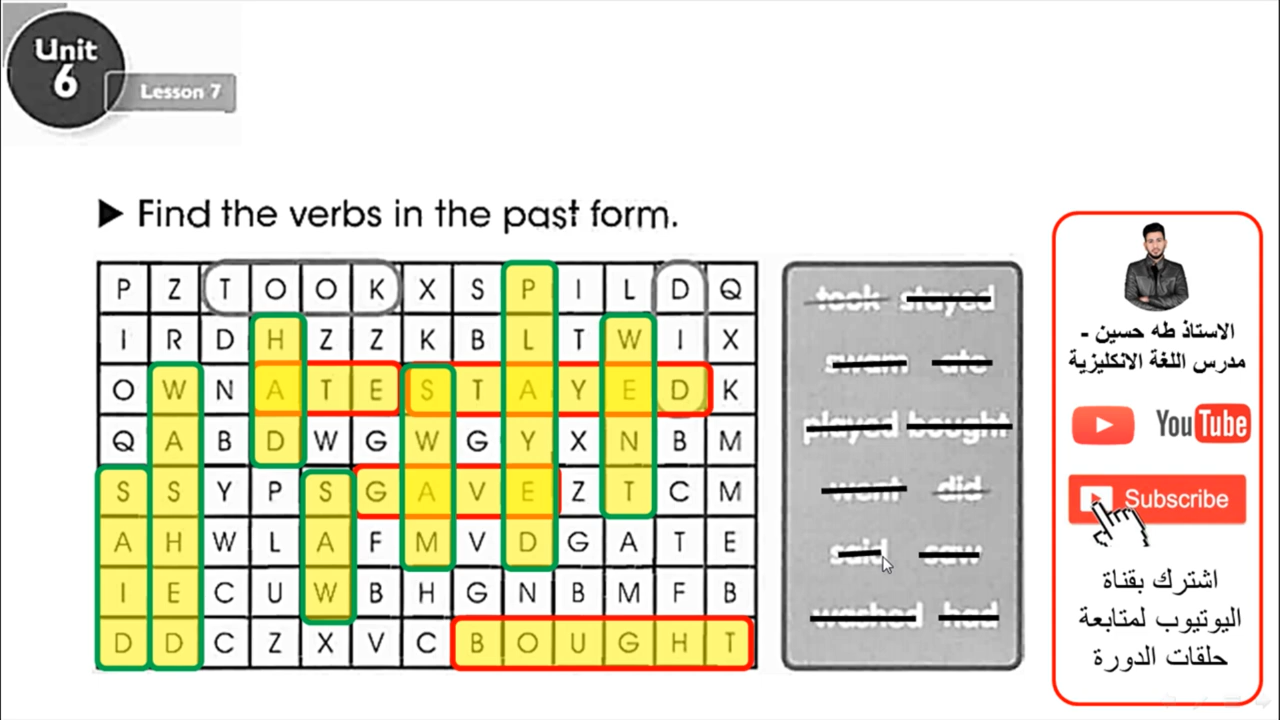 Unit
6
Lesson 7
► Find the verbs in the past form.
P Z T O O K X S P I L D Q
I R D H Z Z K B L T W I X
O W N A T E S T A Y E D K
Q A B D W G W G Y X N B M
S S Y P S G A V E Z T C M
A H W L A F M V D G A T E
I E C U W B H G N B M F B
D D C Z X V C B O U G H T
took stayed
swam ate
played bought
went did
said saw
washed had
الاستاذ طه حسين -
مدرس اللغة الانكليزية
YouTube
Subscribe
اشترك بقناة
اليوتيوب لمتابعة
حلقات الدورة